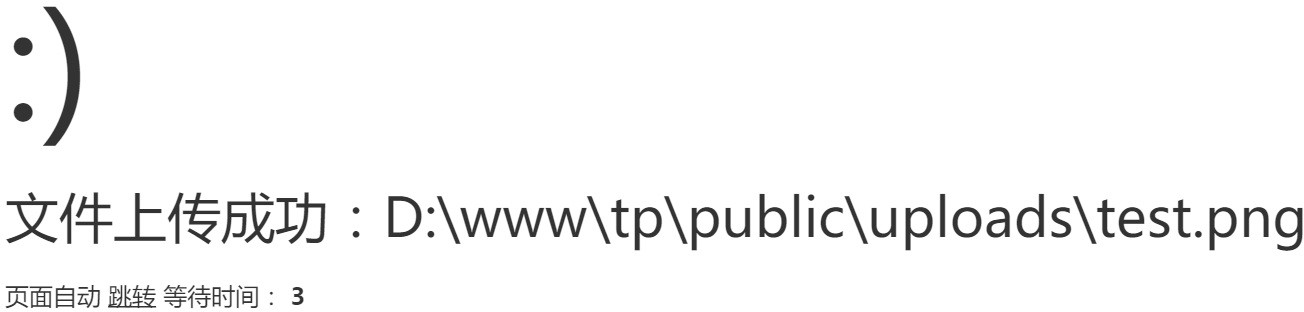 :)
文件上传成功：D:\www\tp\public\uploads\test.png
页面自动 跳转 等待时间： 3